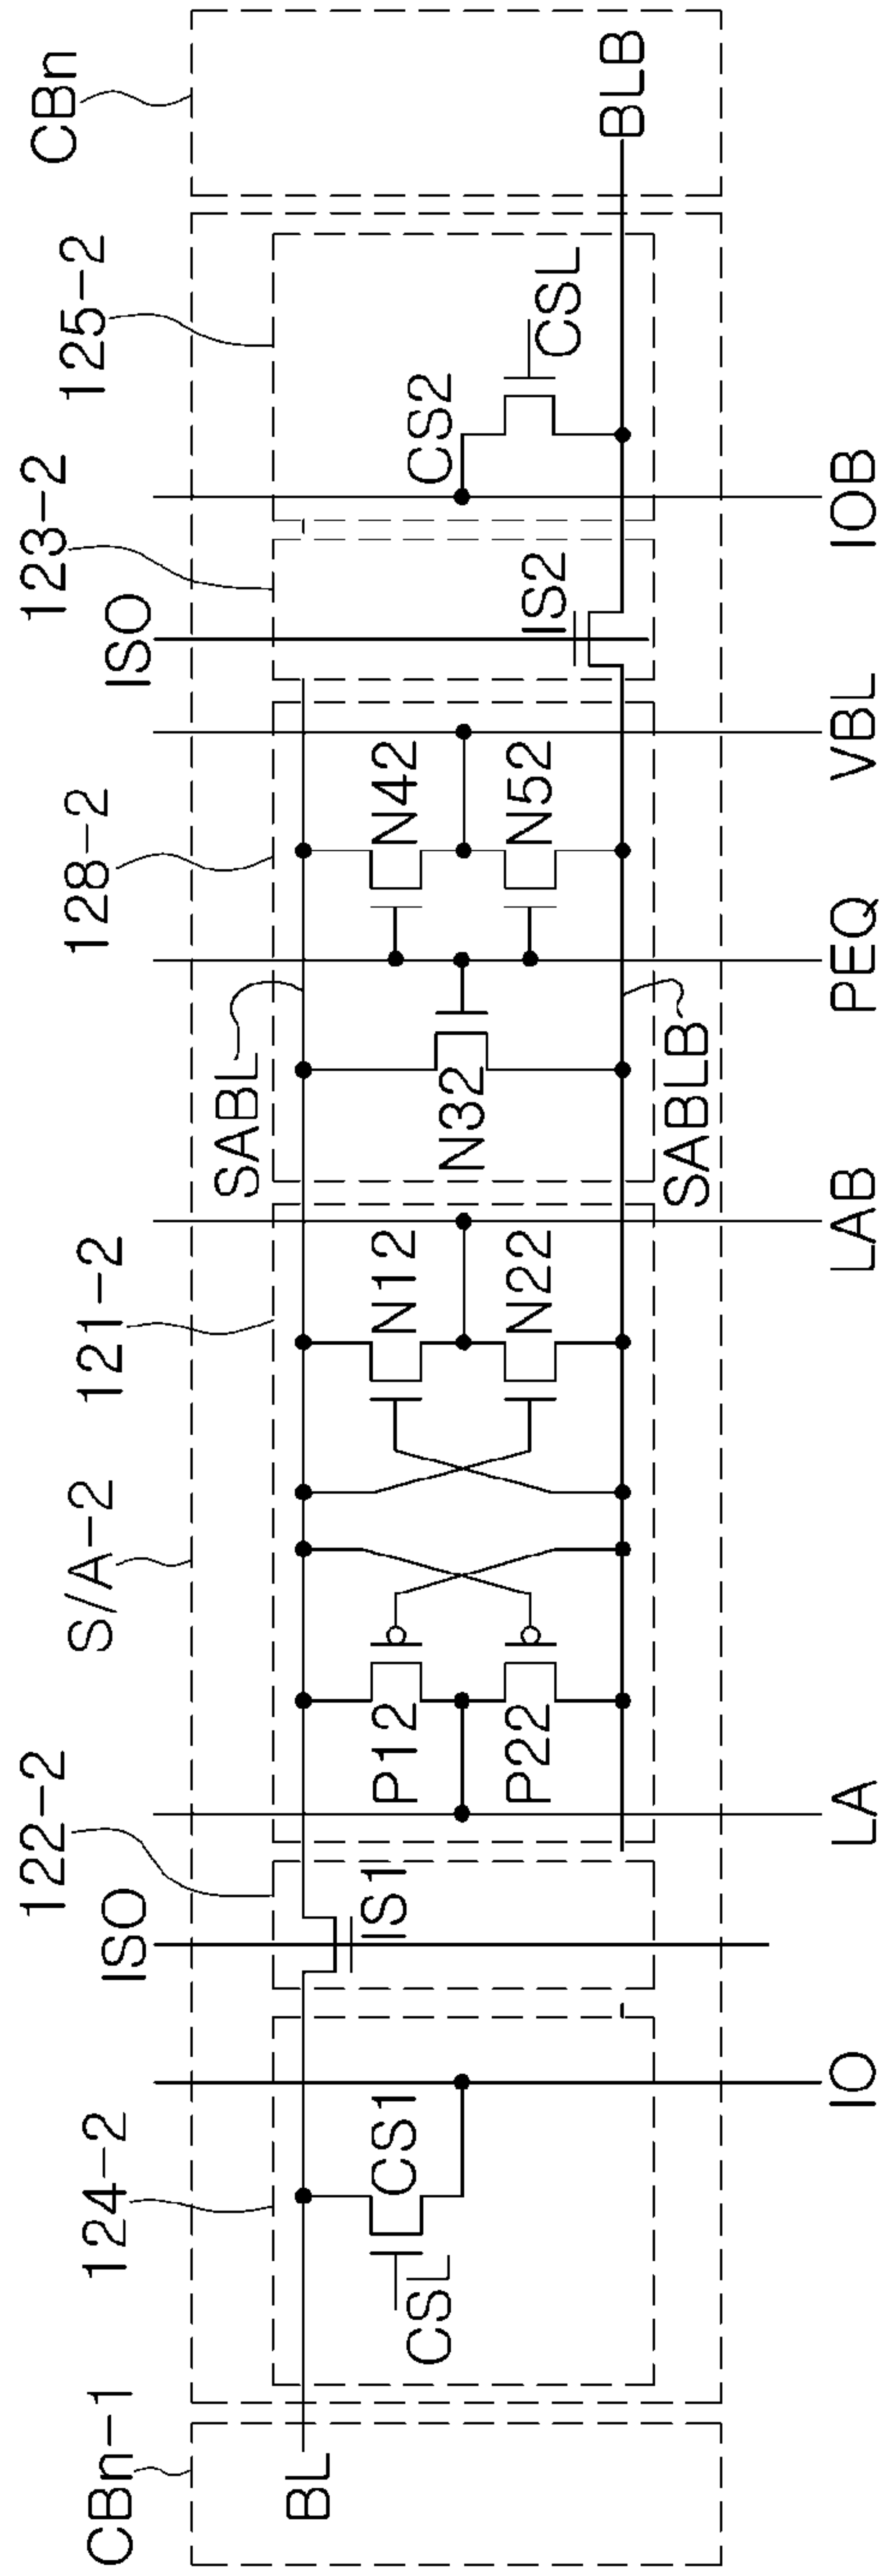 CBn-1
124-2
ISO
122-2
S/A-2
121-2
128-2
ISO
123-2
125-2
CBn
SABL
BL
CSL
CS1
IS1
P12
N12
N42
CS2
N32
P22
N22
N52
IS2
CSL
SABLB
BLB
IO
LA
LAB
PEQ
VBL
IOB